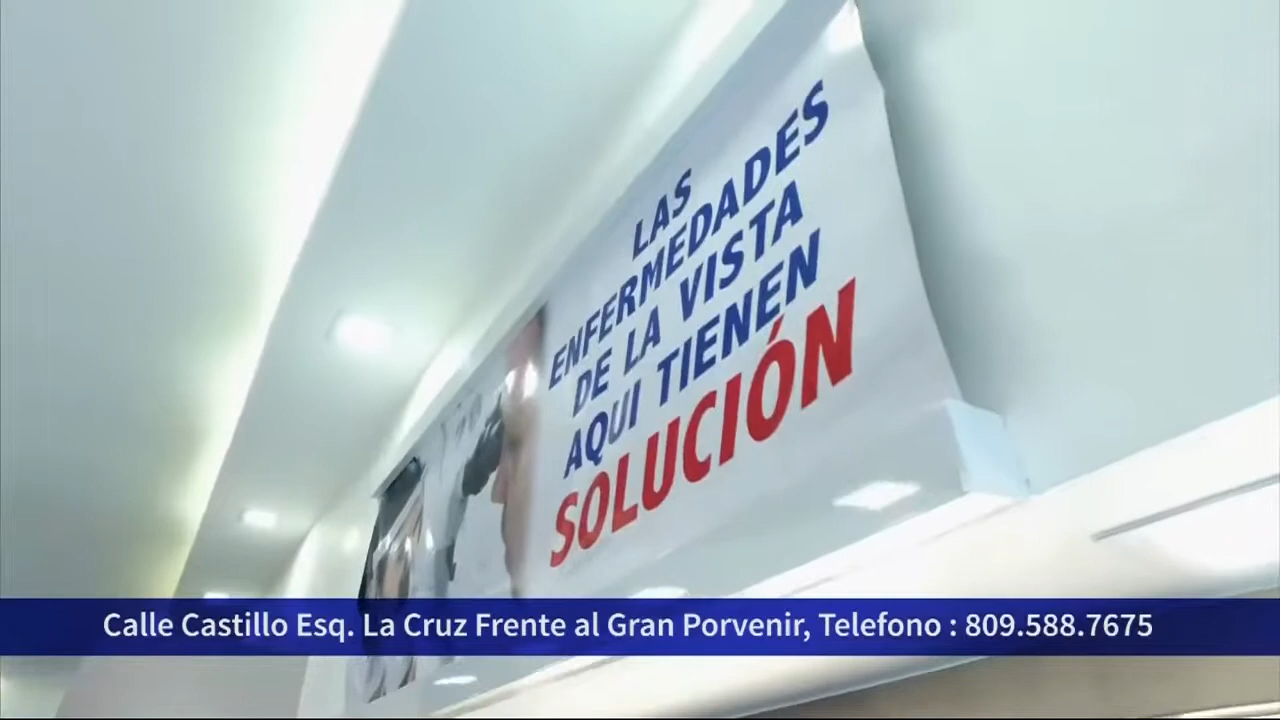 LAS
ENFERMEDADES
DE LA VISTA
AQUI TIENEN
SOLUCIÓN
Calle Castillo Esq. La Cruz Frente al Gran Porvenir, Telefono : 809.588.7675